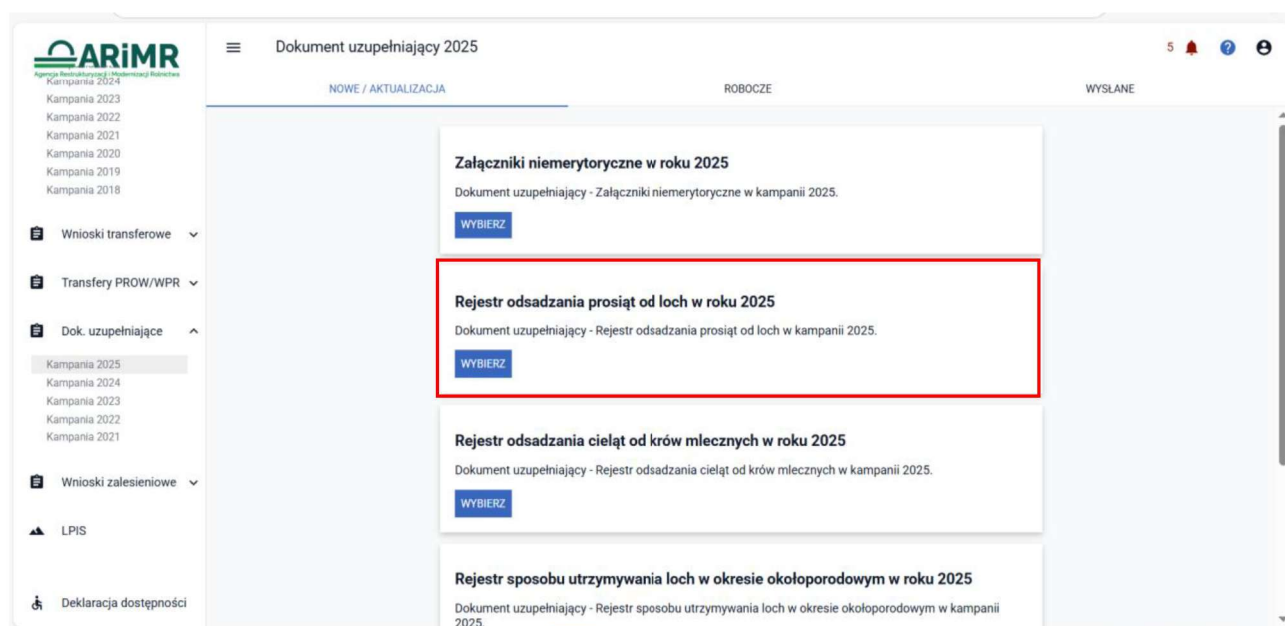 ARiMR
Agencja Restrukturyzacji i Modernizacji Rolnictwa
Kampania 2024
Kampania 2023
Kampania 2022
Kampania 2021
Kampania 2020
Kampania 2019
Kampania 2018
Wnioski transferowe
Transfery PROW/WPR
Dok. uzupełniające
Kampania 2025
Kampania 2024
Kampania 2023
Kampania 2022
Kampania 2021
Wnioski zalesieniowe
LPIS
Deklaracja dostępności
Dokument uzupełniający 2025
5
?
NOWE / AKTUALIZACJA
ROBOCZE
WYSŁANE
Załączniki niemerytoryczne w roku 2025
Dokument uzupełniający - Załączniki niemerytoryczne w kampanii 2025.
WYBIERZ
Rejestr odsadzania prosiąt od loch w roku 2025
Dokument uzupełniający - Rejestr odsadzania prosiąt od loch w kampanii 2025.
WYBIERZ
Rejestr odsadzania cieląt od krów mlecznych w roku 2025
Dokument uzupełniający - Rejestr odsadzania cieląt od krów mlecznych w kampanii 2025.
WYBIERZ
Rejestr sposobu utrzymywania loch w okresie okołoporodowym w roku 2025
Dokument uzupełniający - Rejestr sposobu utrzymywania loch w okresie okołoporodowym w kampanii
2025.